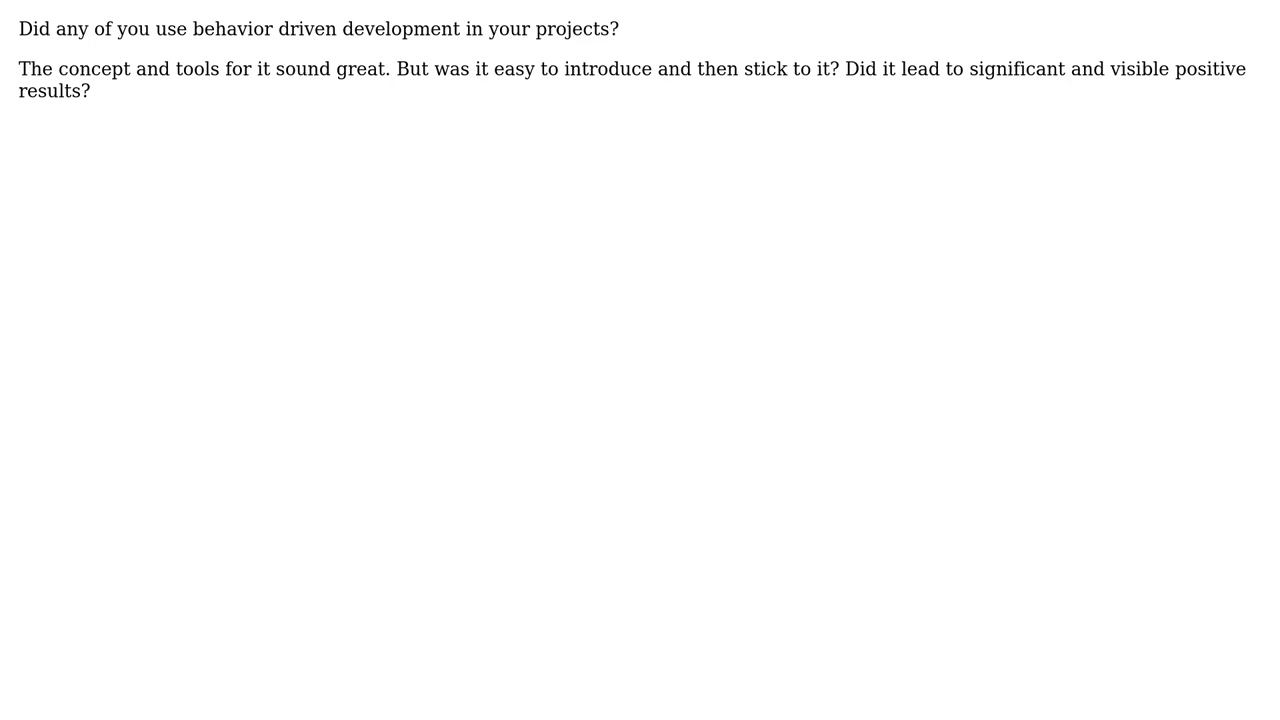 Did any of you use behavior driven development in your projects?
The concept and tools for it sound great. But was it easy to introduce and then stick to it? Did it lead to significant and visible positive
results?